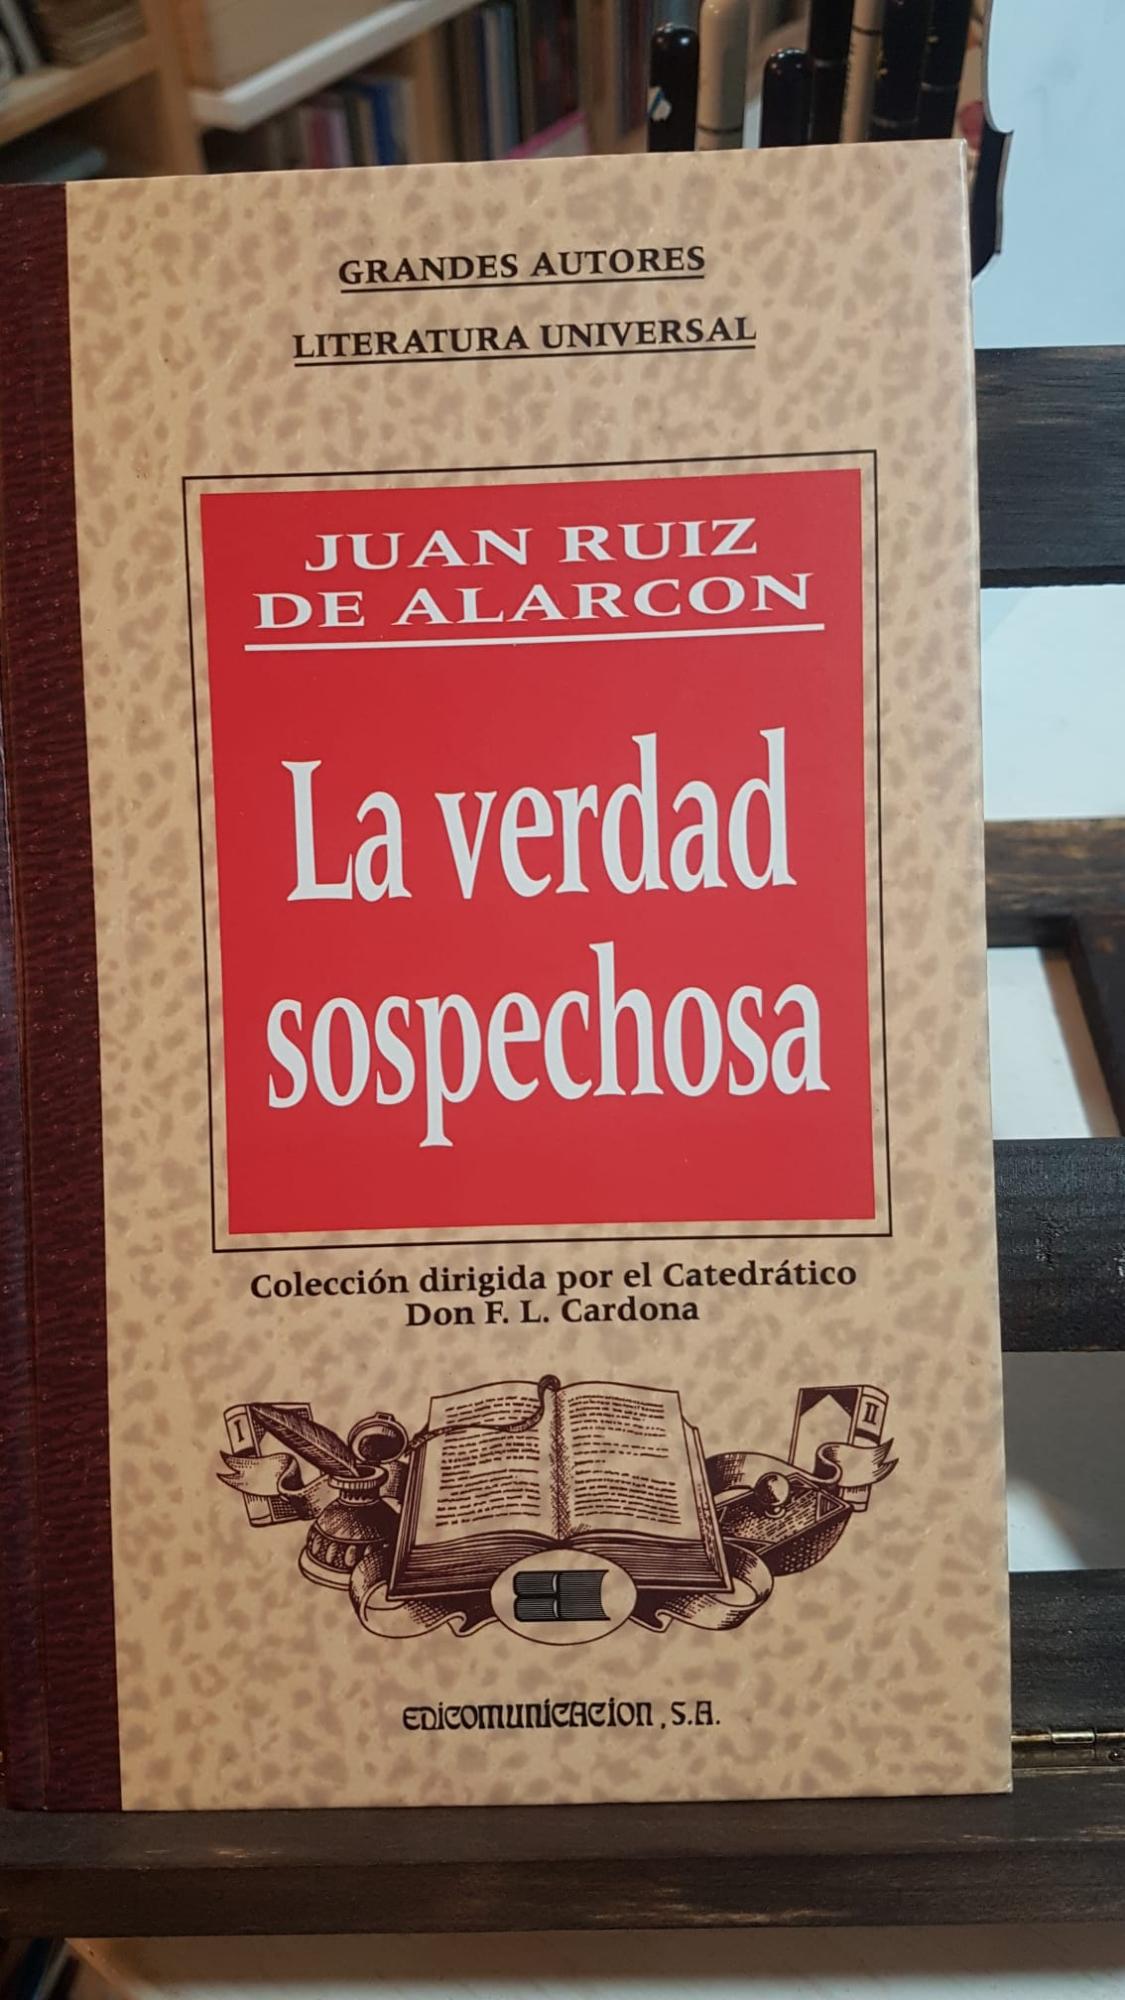 GRANDES AUTORES
LITERATURA UNIVERSAL
JUAN RUIZ
DE ALARCON
La verdad
sospechosa
Colección dirigida por el Catedrático
Don F. L. Cardona
I
II
EDICOMUNICACION, S.A.